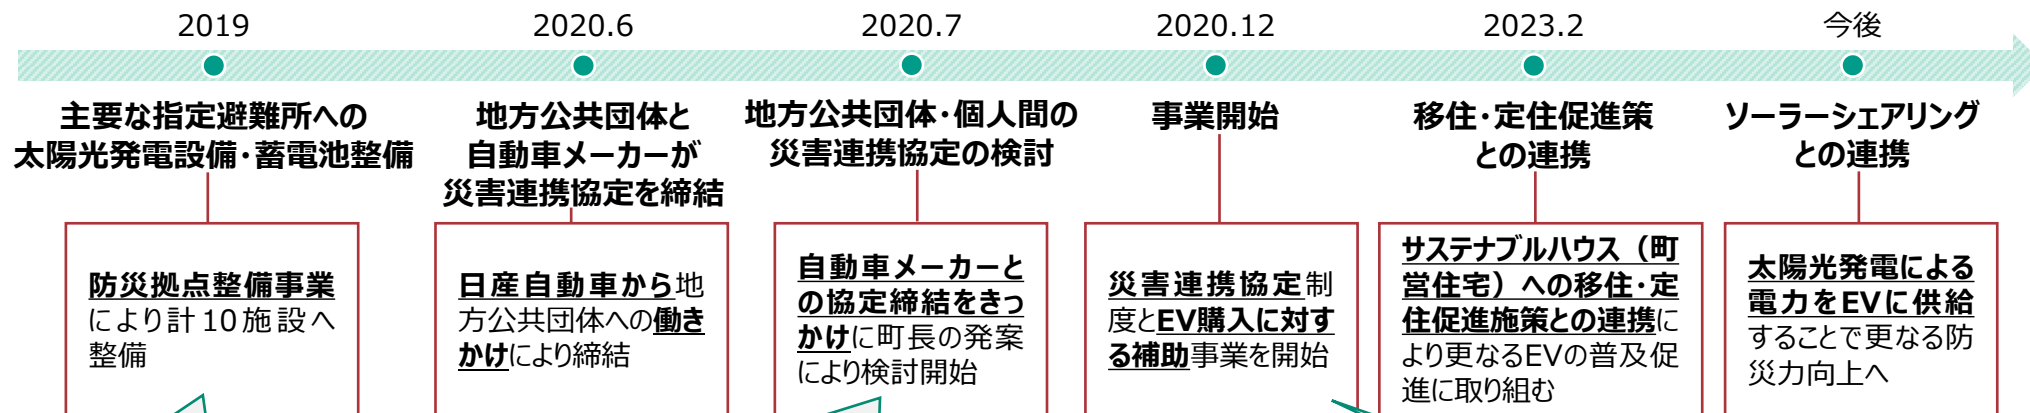 2019
主要な指定避難所への
太陽光発電設備・蓄電池整備
防災拠点整備事業
により計10施設へ
整備
2020.6
地方公共団体と
自動車メーカーが
災害連携協定を締結
日産自動車から地
方公共団体への働き
かけにより締結
2020.7
地方公共団体・個人間の
災害連携協定の検討
自動車メーカーと
の協定締結をきっ
かけに町長の発案
により検討開始
2020.12
事業開始
災害連携協定制
度とEV購入に対す
る補助事業を開始
2023.2
移住・定住促進策
との連携
サステナブルハウス（町
営住宅）への移住・定
住促進施策との連携に
より更なるEVの普及促
進に取り組む
今後
ソーラーシェアリング
との連携
太陽光発電による
電力をEVに供給
することで更なる防
災力向上へ